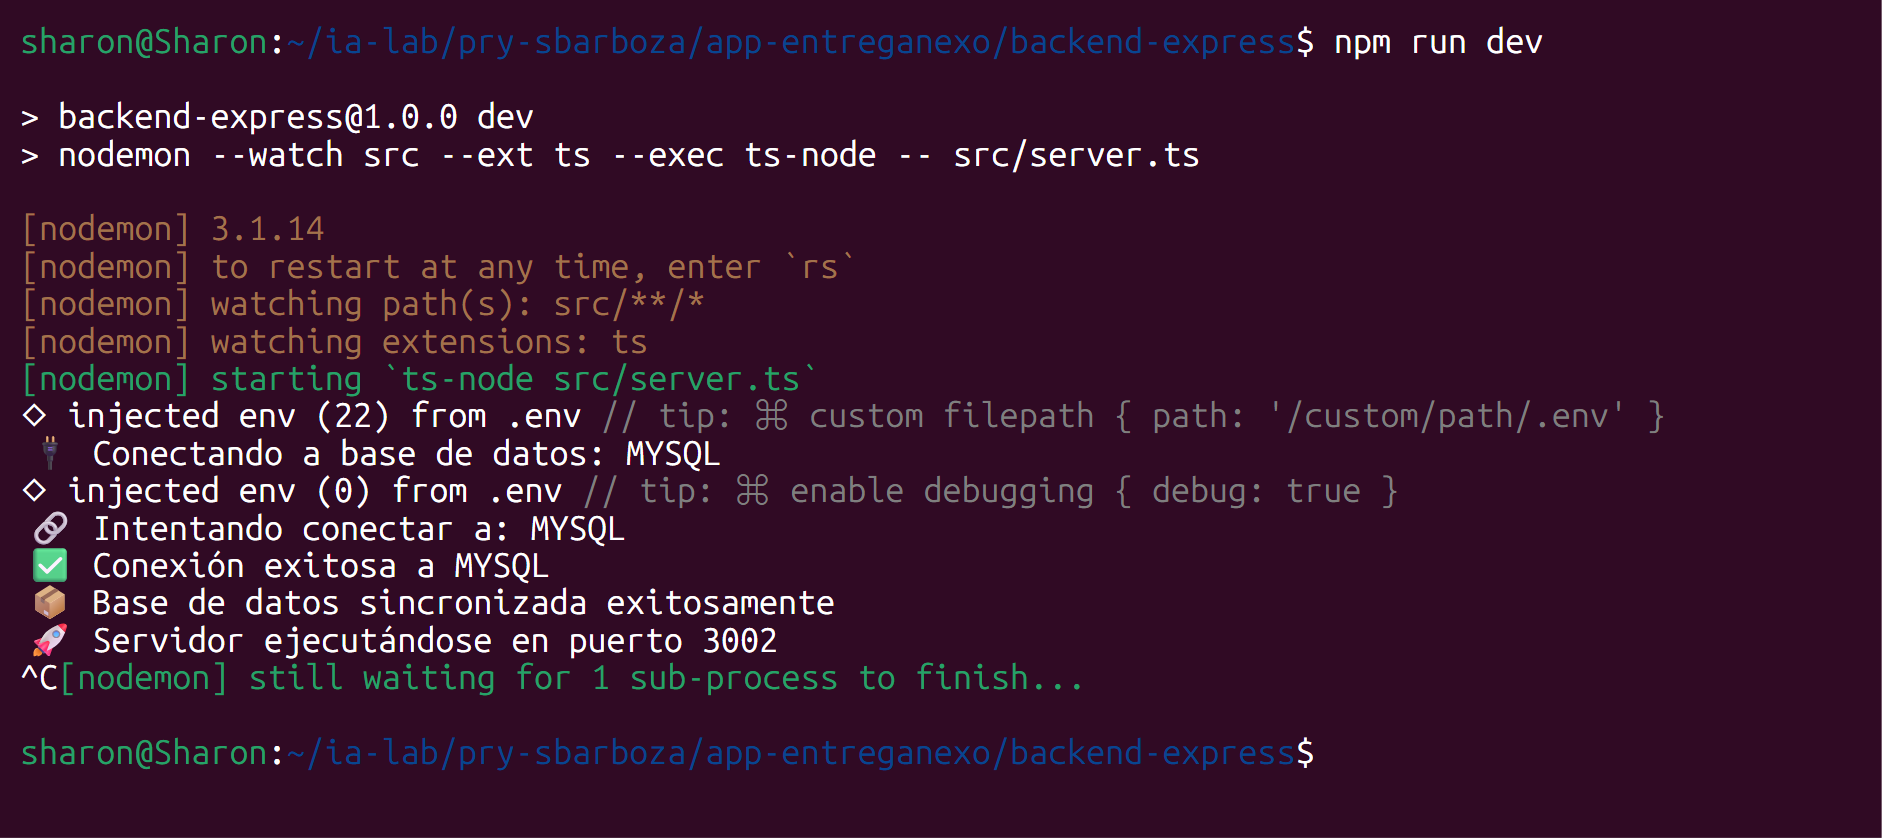 sharon@Sharon:~/ia-lab/pry-sbarboza/app-entreganexo/backend-express$ npm run dev
> backend-express@1.0.0 dev
> nodemon --watch src --ext ts --exec ts-node -- src/server.ts
[nodemon] 3.1.14
[nodemon] to restart at any time, enter `rs`
[nodemon] watching path(s): src/**/*
[nodemon] watching extensions: ts
[nodemon] starting `ts-node src/server.ts`
◇ injected env (22) from .env // tip: ⌘ custom filepath { path: '/custom/path/.env' }
🔌 Conectando a base de datos: MYSQL
◇ injected env (0) from .env // tip: ⌘ enable debugging { debug: true }
🔗 Intentando conectar a: MYSQL
✅ Conexión exitosa a MYSQL
📦 Base de datos sincronizada exitosamente
🚀 Servidor ejecutándose en puerto 3002
^C[nodemon] still waiting for 1 sub-process to finish...
sharon@Sharon:~/ia-lab/pry-sbarboza/app-entreganexo/backend-express$